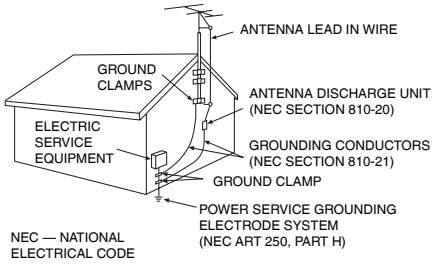 ANTENNA LEAD IN WIRE
GROUND
CLAMPS
ANTENNA DISCHARGE UNIT
(NEC SECTION 810-20)
ELECTRIC
SERVICE
EQUIPMENT
GROUNDING CONDUCTORS
(NEC SECTION 810-21)
GROUND CLAMP
POWER SERVICE GROUNDING
ELECTRODE SYSTEM
(NEC ART 250, PART H)
NEC — NATIONAL
ELECTRICAL CODE